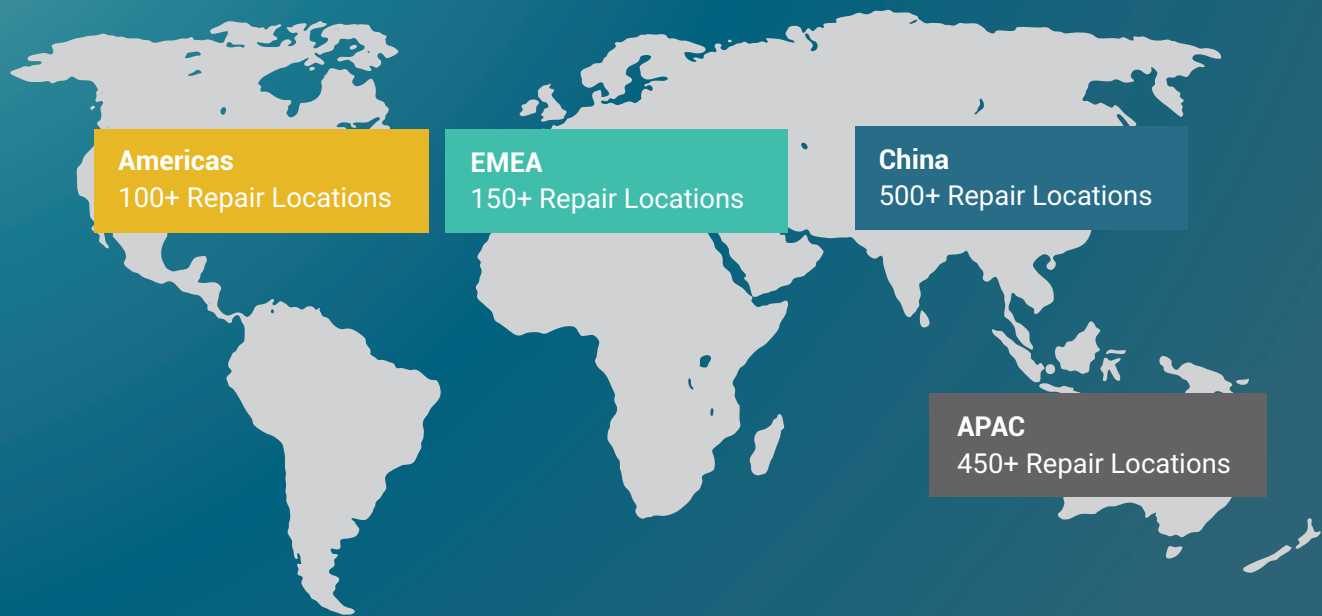 Americas
100+ Repair Locations
EMEA
150+ Repair Locations
China
500+ Repair Locations
APAC
450+ Repair Locations